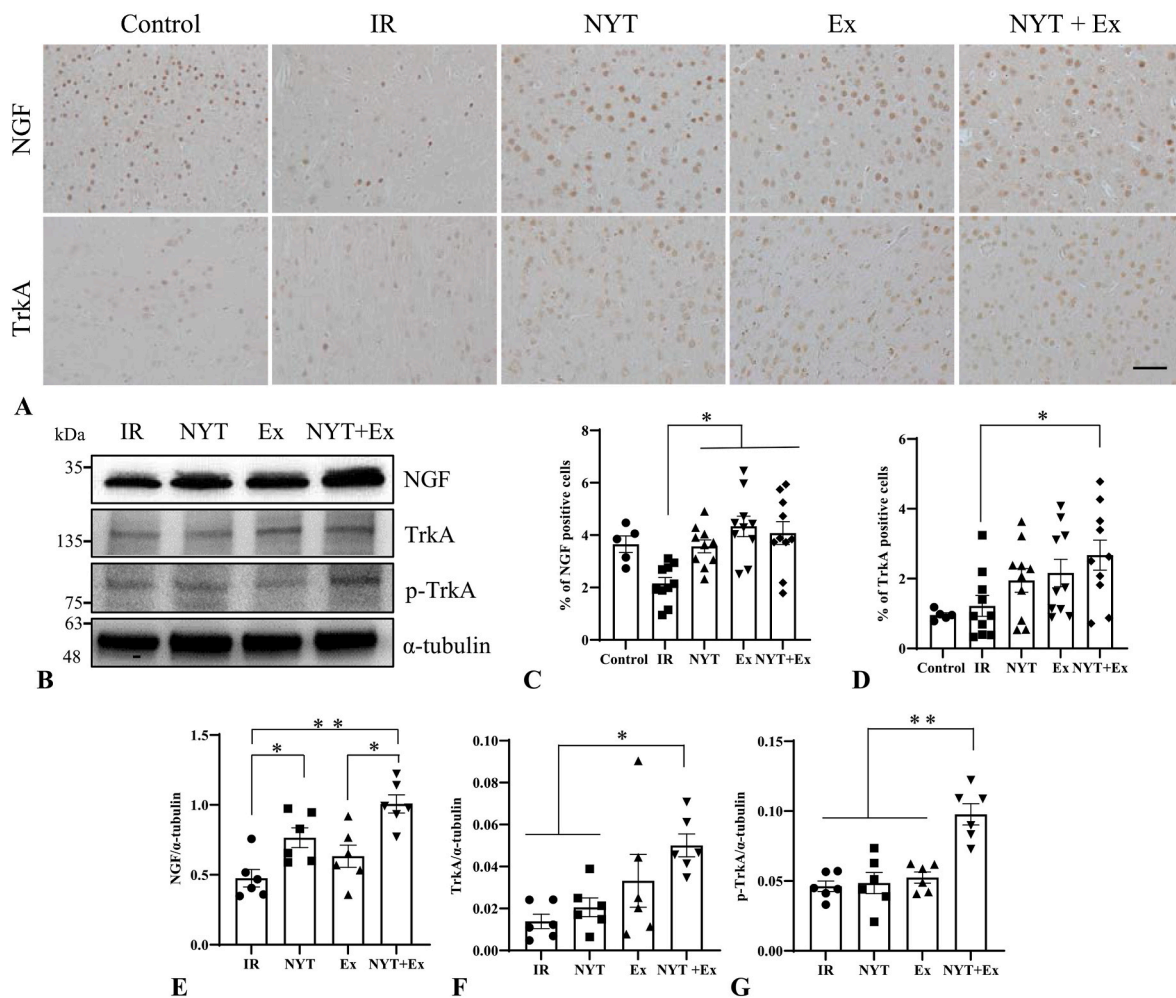 Control IR NYT Ex NYT + Ex
NGF
TrkA
A
kDa IR NYT Ex NYT+Ex
35 NGF
135 TrkA
75 p-TrkA
63
48 α-tubulin
B
*
% of NGF positive cells
8
6
4
2
0
Control IR NYT Ex NYT+Ex
C
*
% of TrkA positive cells
6
4
2
0
Control IR NYT Ex NYT+Ex
D
* *
* *
NGF/α-tubulin
1.5
1.0
0.5
0.0
IR NYT Ex NYT+Ex
E
*
TrkA/α-tubulin
0.10
0.08
0.06
0.04
0.02
0.00
IR NYT Ex NYT +Ex
F
* *
p-TrkA/α-tubulin
0.15
0.10
0.05
0.00
IR NYT Ex NYT+Ex
G